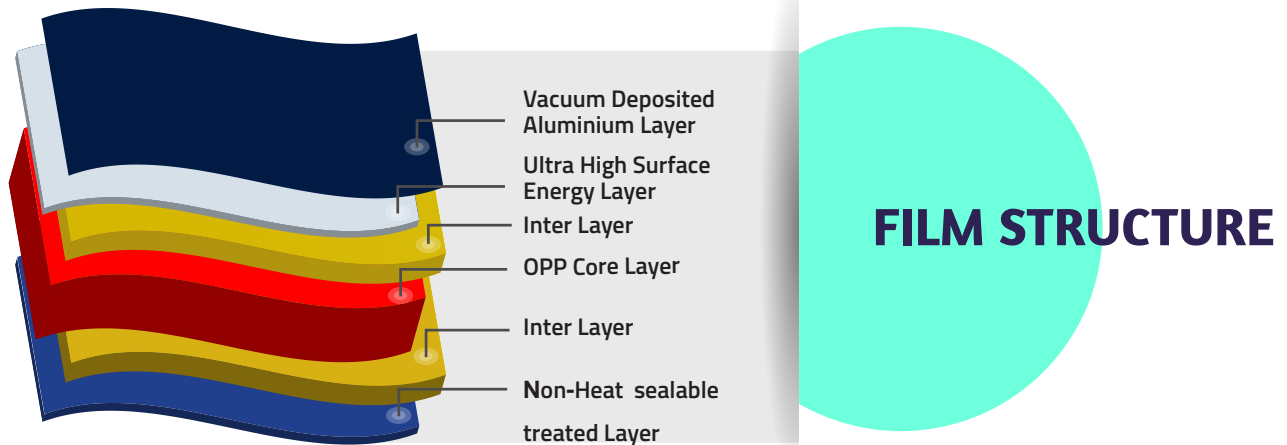 Vacuum Deposited
Aluminium Layer
Ultra High Surface
Energy Layer
Inter Layer
OPP Core Layer
Inter Layer
Non-Heat sealable
treated Layer
FILM STRUCTURE